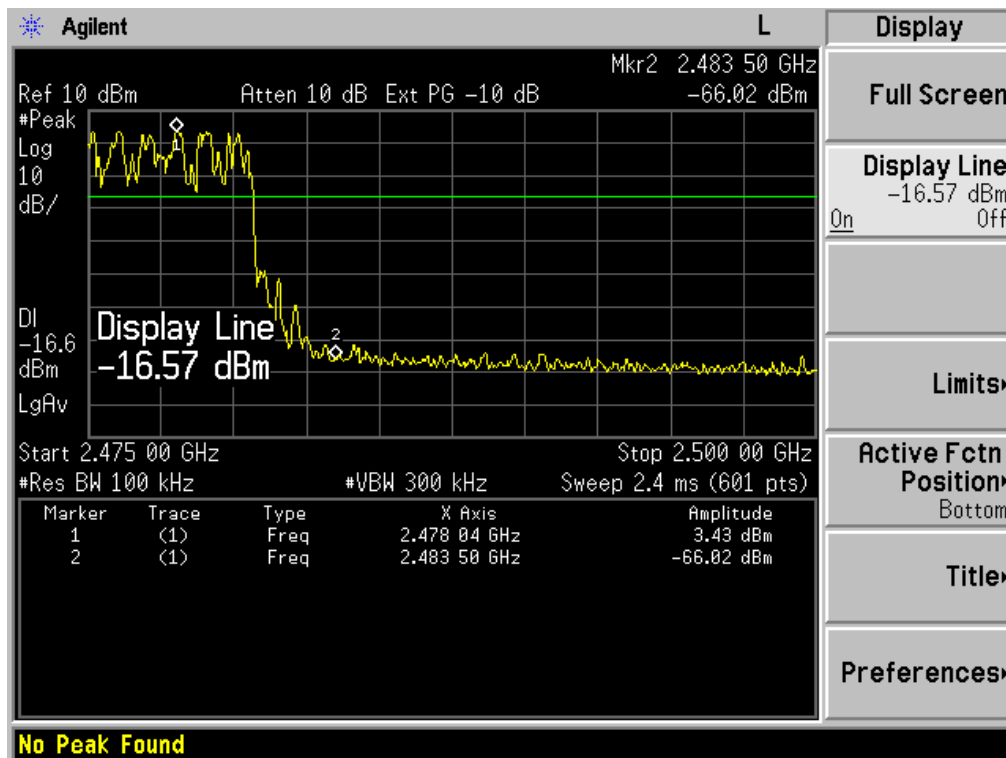 Agilent L Display
Mkr2 2.483 50 GHz
Ref 10 dBm Atten 10 dB Ext PG -10 dB -66.02 dBm
#Peak
Log
10
dB/
1
2
DI
-16.6
dBm
LgAv
Display Line
-16.57 dBm
Start 2.475 00 GHz Stop 2.500 00 GHz
#Res BW 100 kHz #VBW 300 kHz Sweep 2.4 ms (601 pts)
Marker Trace Type X Axis Amplitude
1 (1) Freq 2.478 04 GHz 3.43 dBm
2 (1) Freq 2.483 50 GHz -66.02 dBm
No Peak Found
Full Screen
Display Line
-16.57 dBm
On Off
Limits
Active Fctn
Position
Bottom
Title
Preferences